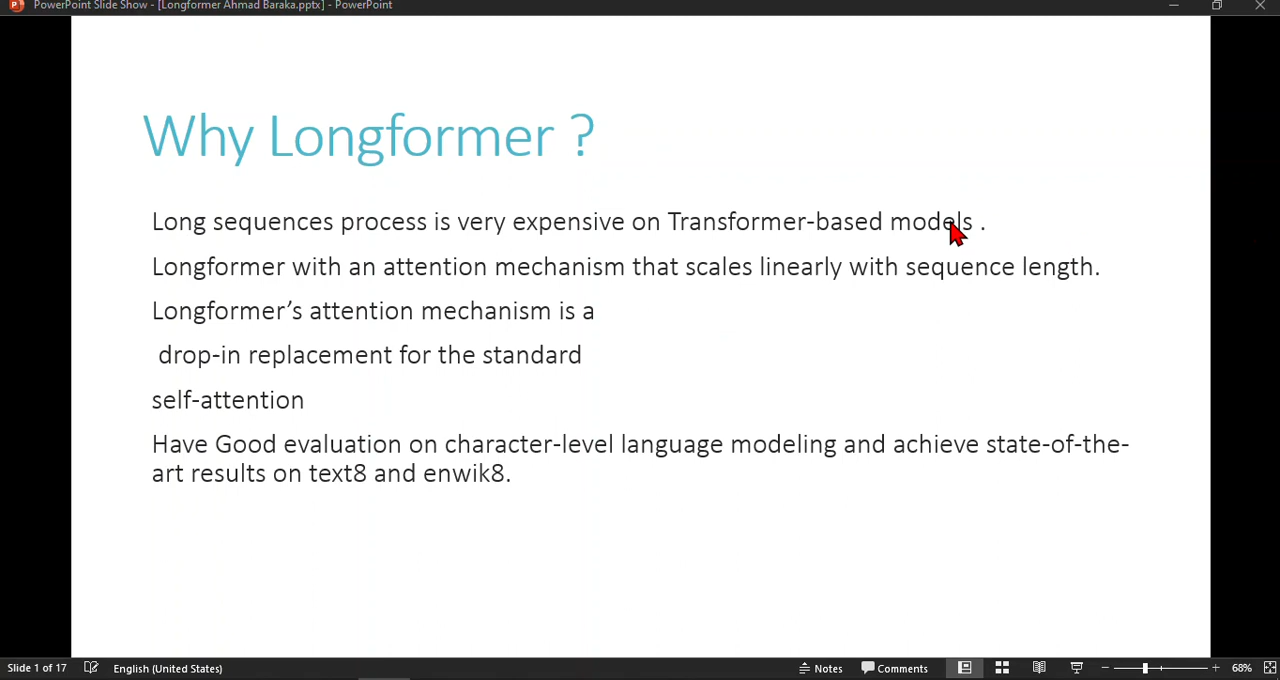 PowerPoint Slide Show - [Longformer Ahmad Baraka.pptx] - PowerPoint
Why Longformer ?
Long sequences process is very expensive on Transformer-based models .
Longformer with an attention mechanism that scales linearly with sequence length.
Longformer’s attention mechanism is a
drop-in replacement for the standard
self-attention
Have Good evaluation on character-level language modeling and achieve state-of-the-
art results on text8 and enwik8.
Slide 1 of 17 English (United States) Notes Comments 68%